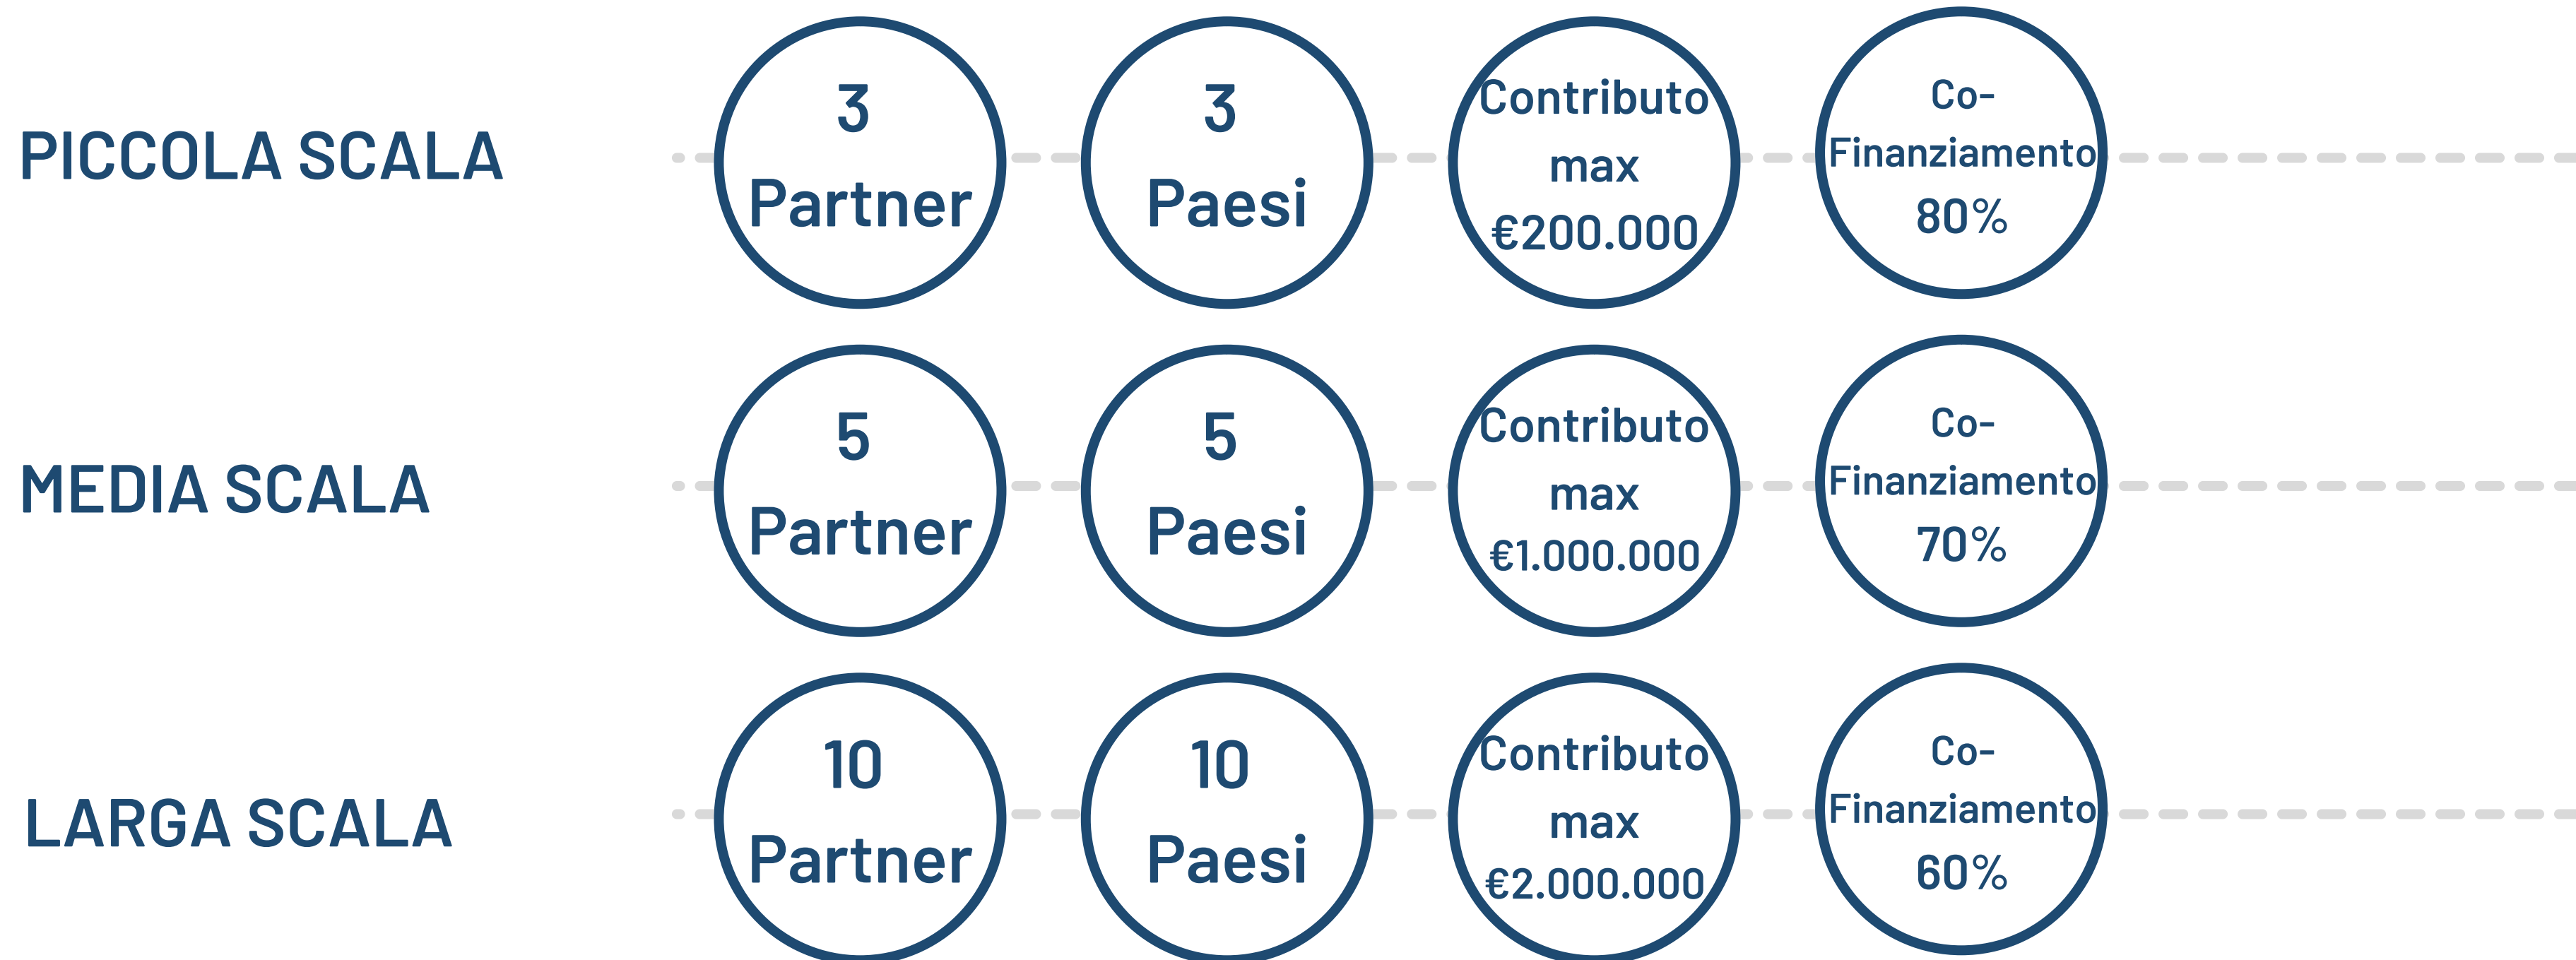 PICCOLA SCALA
3
Partner
3
Paesi
Contributo
max
€200.000
Co-
Finanziamento
80%
MEDIA SCALA
5
Partner
5
Paesi
Contributo
max
€1.000.000
Co-
Finanziamento
70%
LARGA SCALA
10
Partner
10
Paesi
Contributo
max
€2.000.000
Co-
Finanziamento
60%